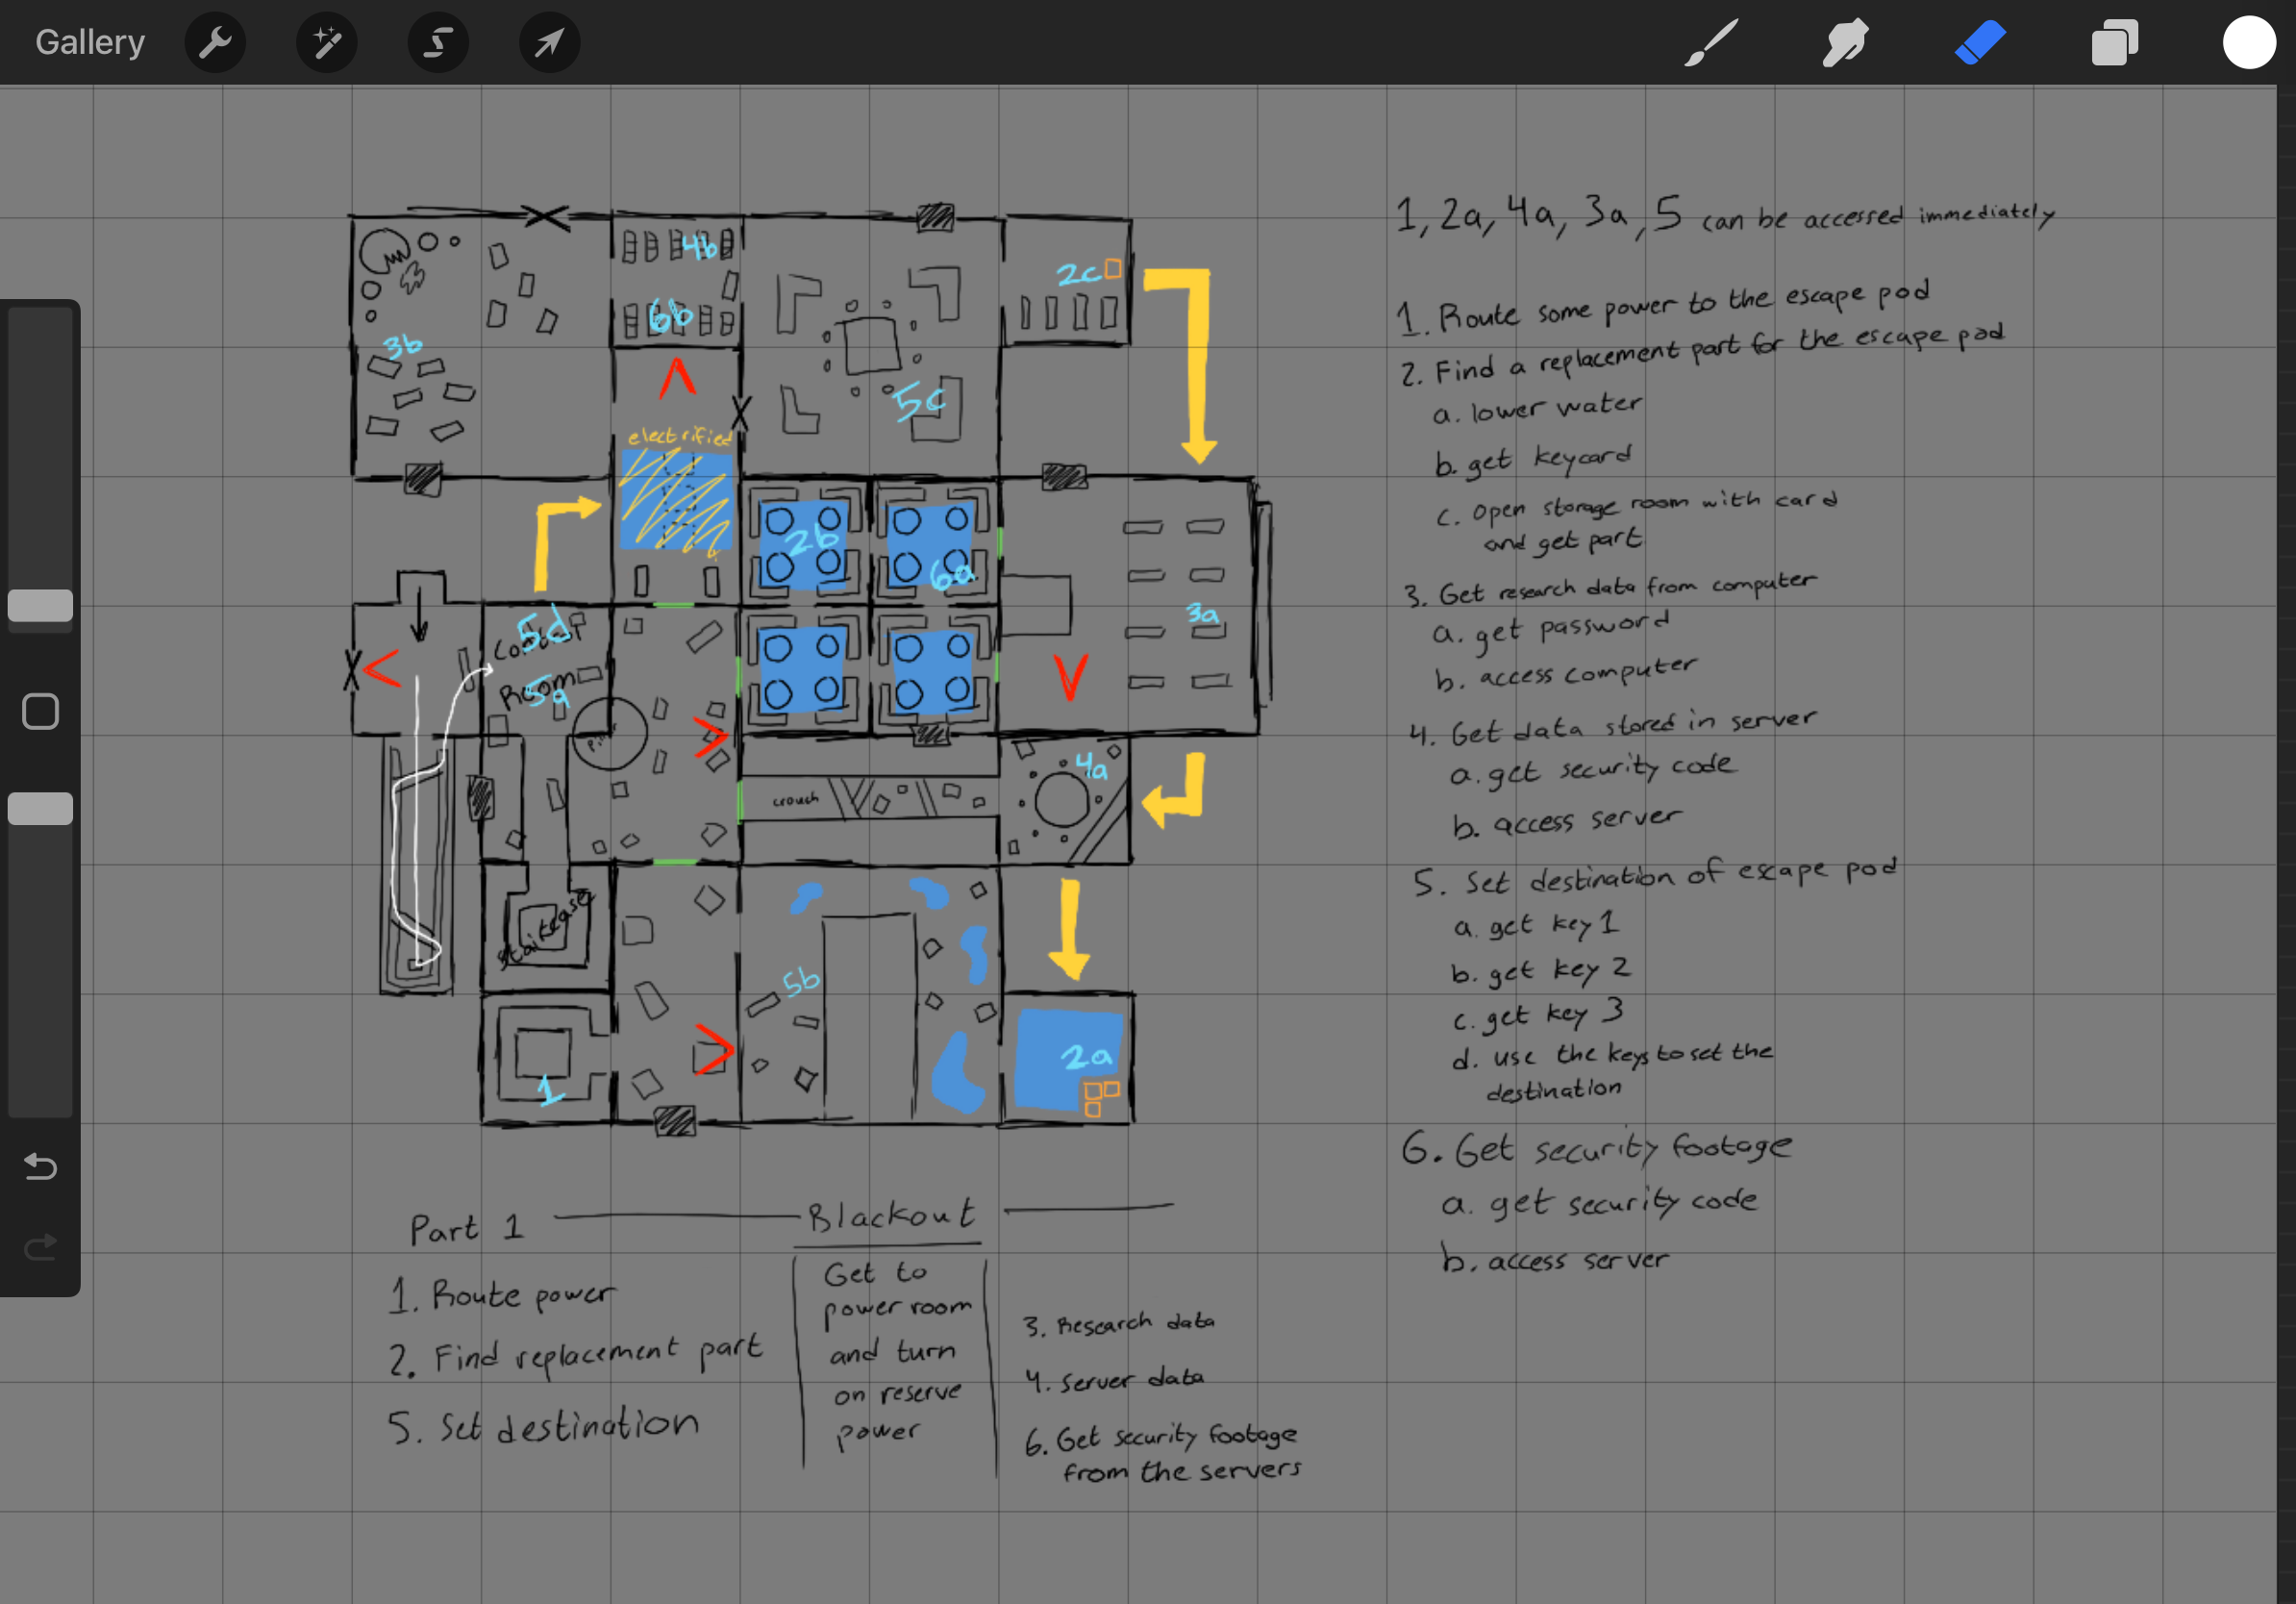 Gallery
1, 2a, 4a, 3a, 5 can be accessed immediately
1. Route some power to the escape pod
2. Find a replacement part for the escape pod
a. lower water
b. get keycard
c. open storage room with card
and get part
3. Get research data from computer
a. get password
b. access computer
4. Get data stored in server
a. get security code
b. access server
5. Set destination of escape pod
a. get key 1
b. get key 2
c. get key 3
d. use the keys to set the
destination
6. Get security footage
a. get security code
b. access server
4b
2c
6b
3b
5c
electrified
2b
6a
3a
5d
Control
Room
5a
4a
crouch
staircase
5b
2a
1
Part 1
Blackout
1. Route power
2. Find replacement part
5. Set destination
Get to
power room
and turn
on reserve
power
3. Research data
4. Server data
6. Get security footage
from the servers